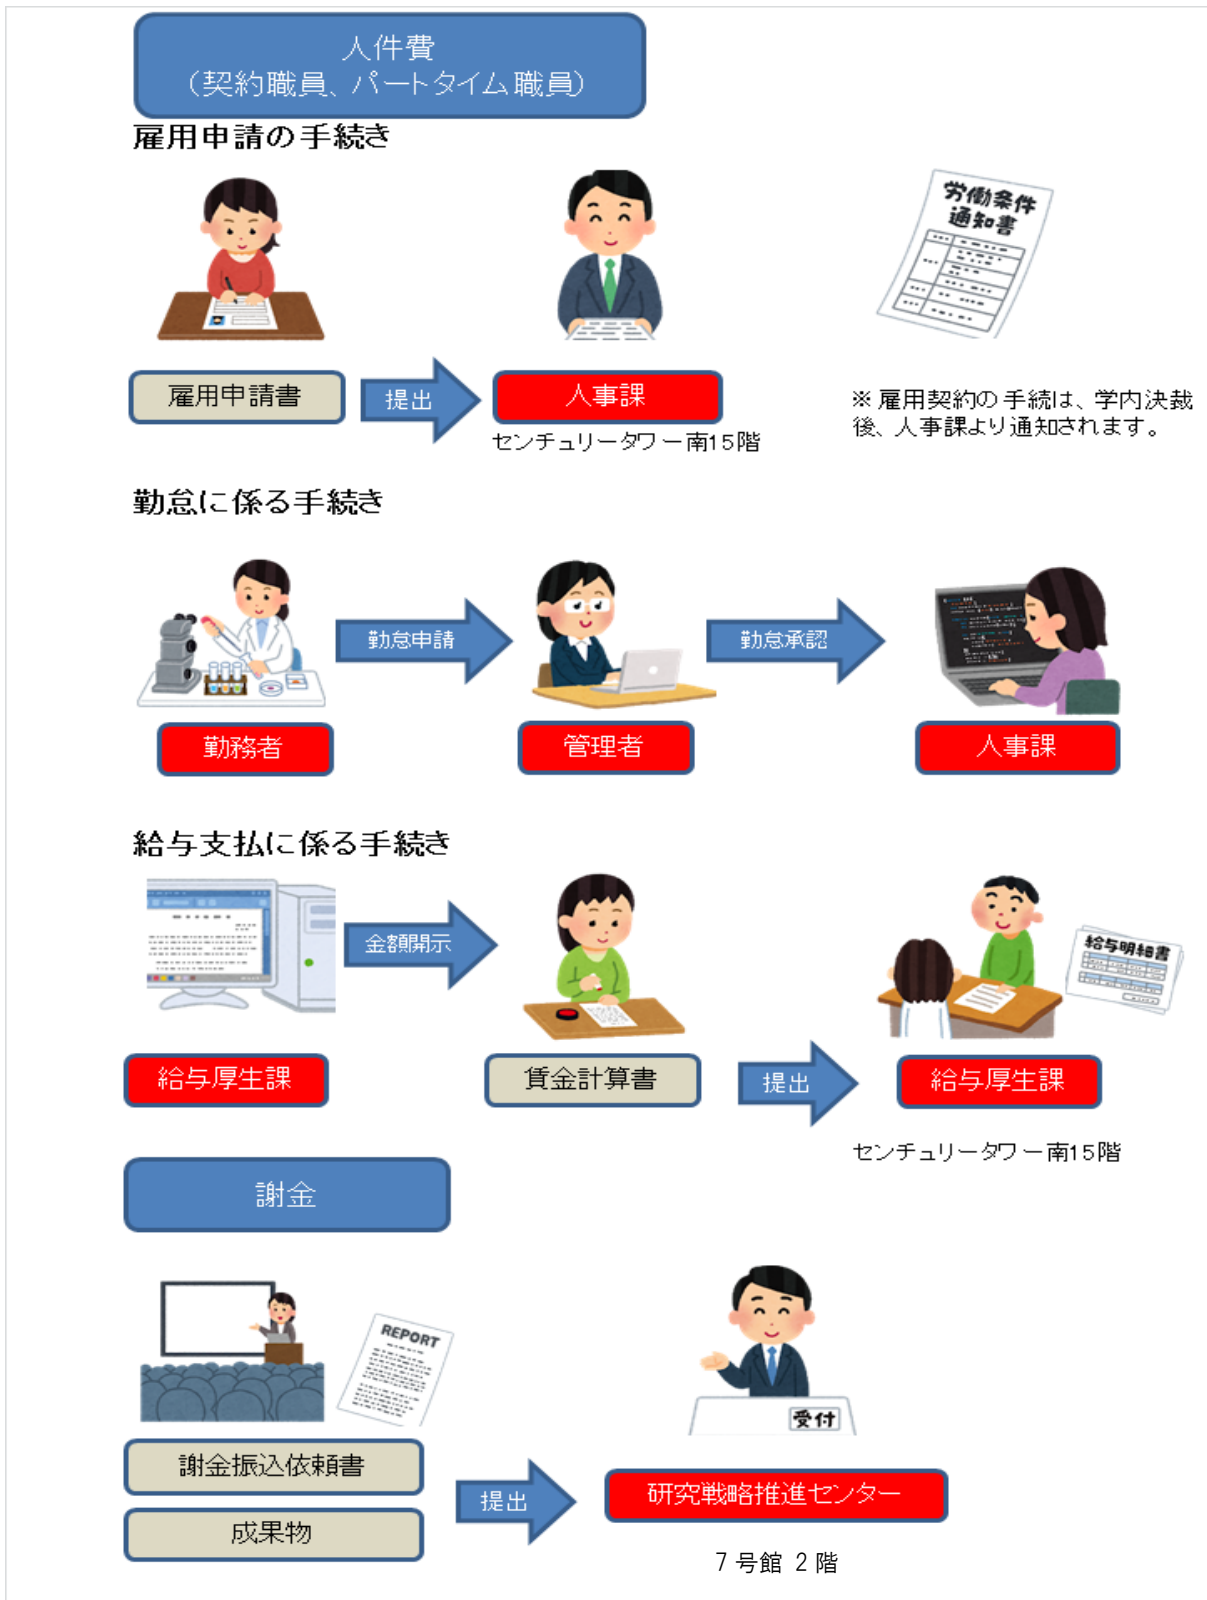 人件費
（契約職員、パートタイム職員）
雇用申請の手続き
労働条件
通知書
雇用申請書
提出
人事課
センチュリータワー南15階
※雇用契約の手続は、学内決裁
後、人事課より通知されます。
勤怠に係る手続き
勤怠申請
勤怠承認
勤務者
管理者
人事課
給与支払に係る手続き
金額開示
給与明細書
給与厚生課
賃金計算書
提出
給与厚生課
センチュリータワー南15階
謝金
REPORT
受付
謝金振込依頼書
成果物
提出
研究戦略推進センター
7号館 2階